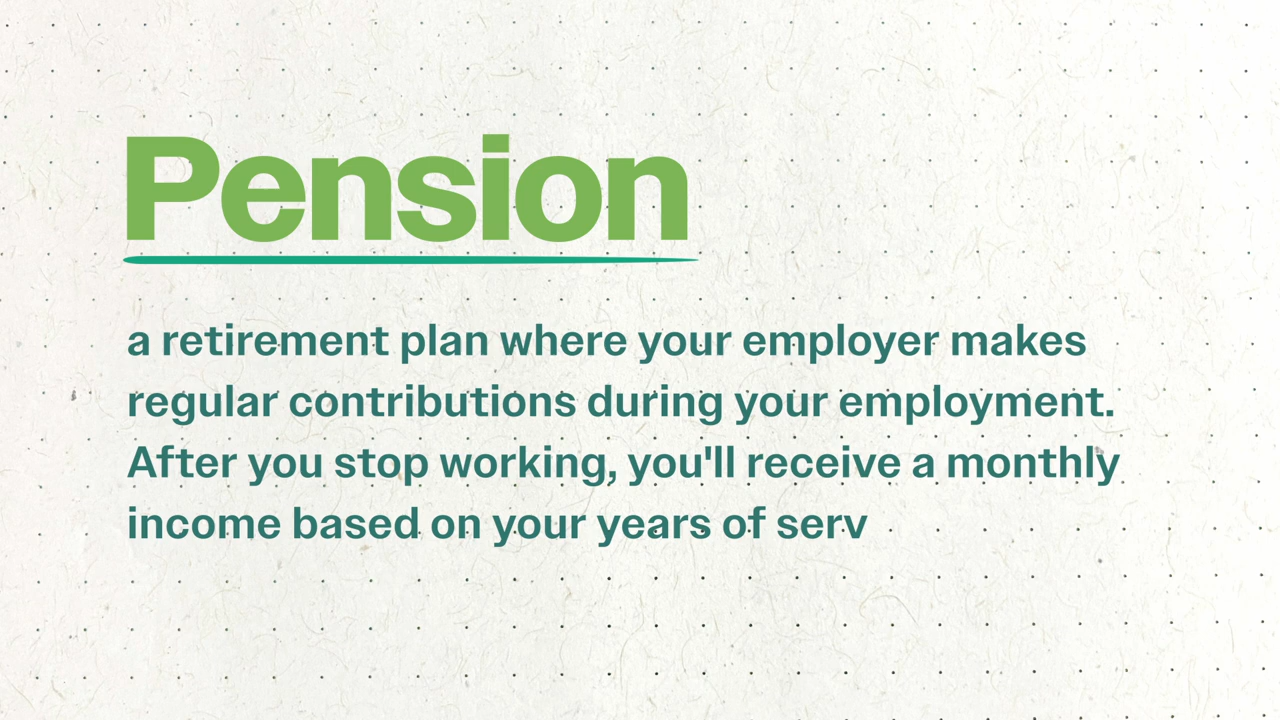 Pension
a retirement plan where your employer makes
regular contributions during your employment.
After you stop working, you'll receive a monthly
income based on your years of serv